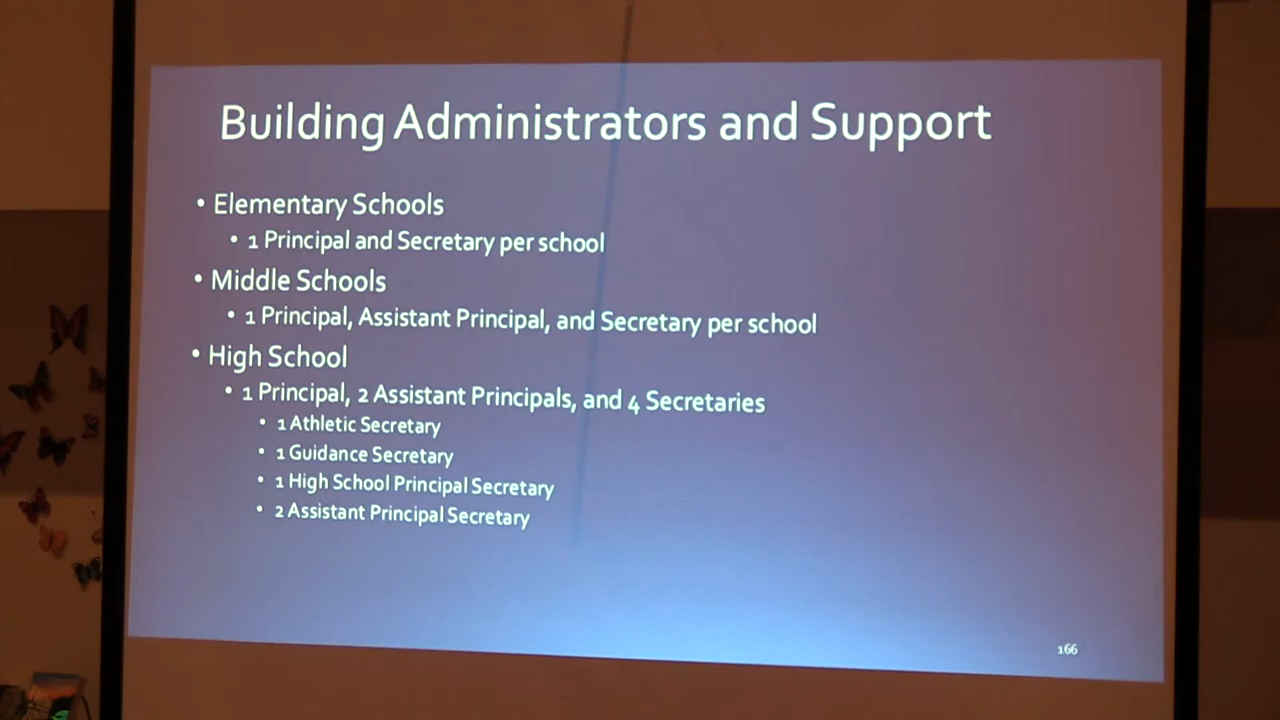 Building Administrators and Support
• Elementary Schools
• 1 Principal and Secretary per school
• Middle Schools
• 1 Principal, Assistant Principal, and Secretary per school
• High School
• 1 Principal, 2 Assistant Principals, and 4 Secretaries
• 1 Athletic Secretary
• 1 Guidance Secretary
• 1 High School Principal Secretary
• 2 Assistant Principal Secretary
166